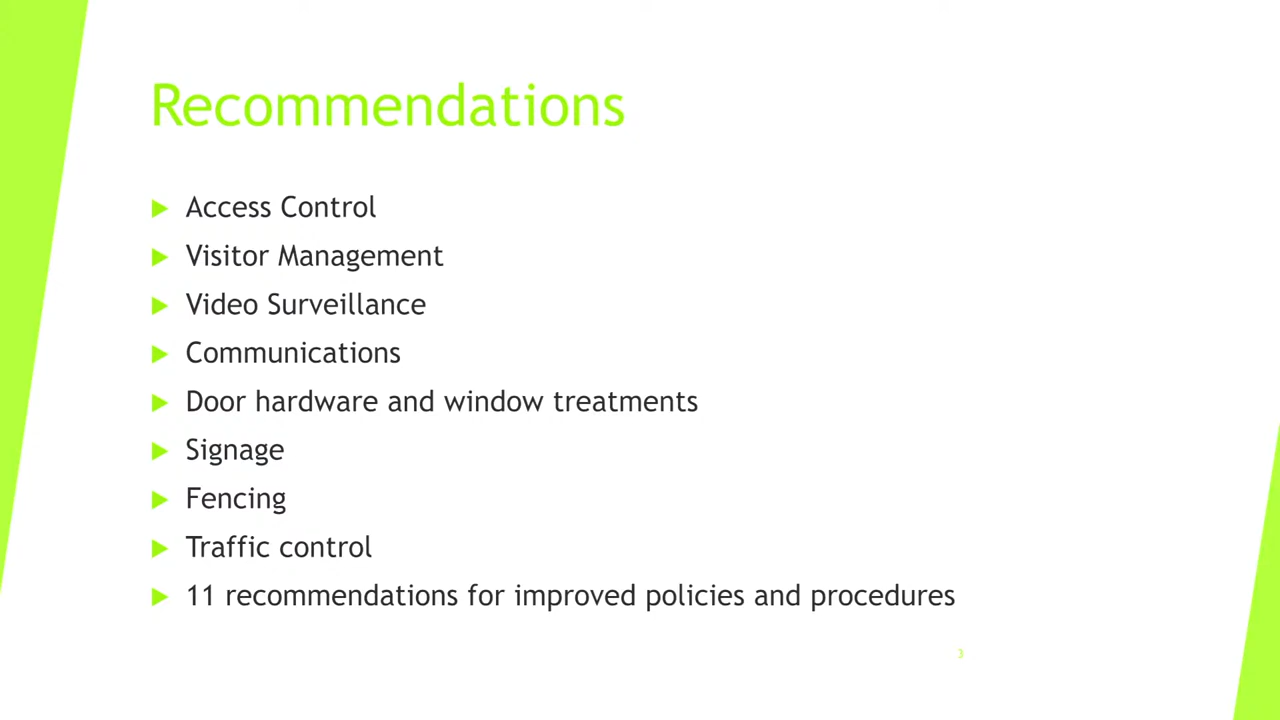 Recommendations
Access Control
Visitor Management
Video Surveillance
Communications
Door hardware and window treatments
Signage
Fencing
Traffic control
11 recommendations for improved policies and procedures
3